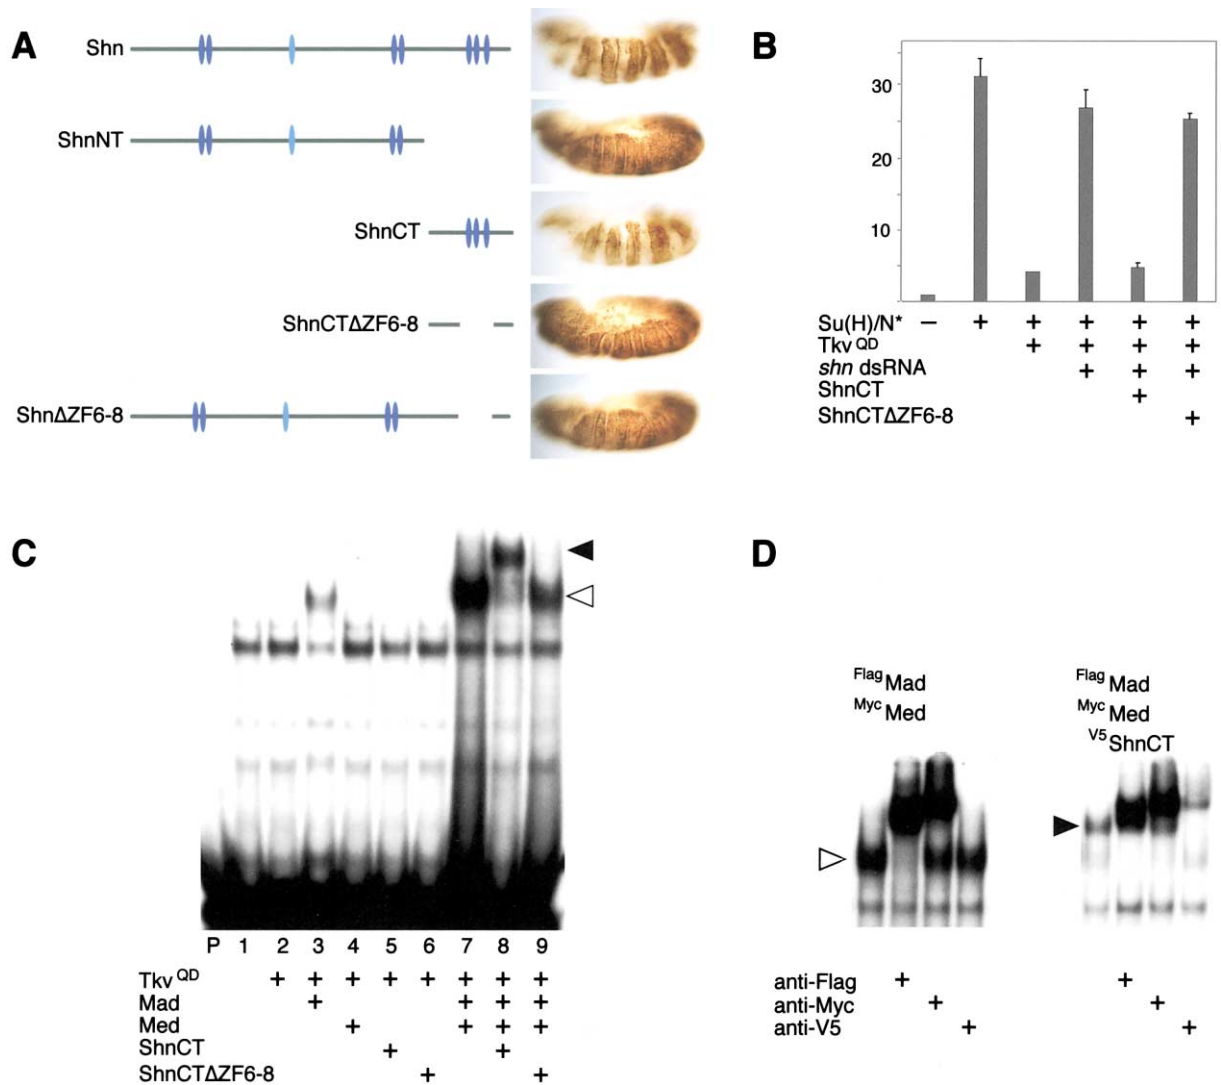 A
Shn
ShnNT
ShnCT
ShnCTΔZF6-8
ShnΔZF6-8
B
30
20
10
Su(H)/N* – + + + + +
Tkv QD + + + +
shn dsRNA + + +
ShnCT +
ShnCTΔZF6-8 +
C
P 1 2 3 4 5 6 7 8 9
Tkv QD + + + + + + + +
Mad + + + +
Med + + + +
ShnCT + +
ShnCTΔZF6-8 + +
D
Flag Mad
Myc Med
Flag Mad
Myc Med
V5 ShnCT
anti-Flag + +
anti-Myc + +
anti-V5 + +